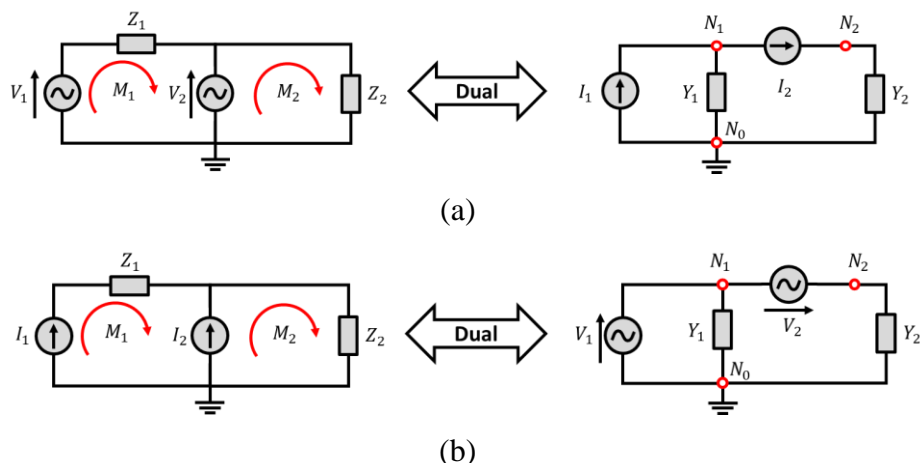 Z₁
V₁ M₁ V₂ M₂ Z₂
Dual
N₁ N₂
I₁ Y₁ I₂ Y₂
N₀
(a)
Z₁
I₁ M₁ I₂ M₂ Z₂
Dual
N₁ N₂
V₁ Y₁ V₂ Y₂
N₀
(b)